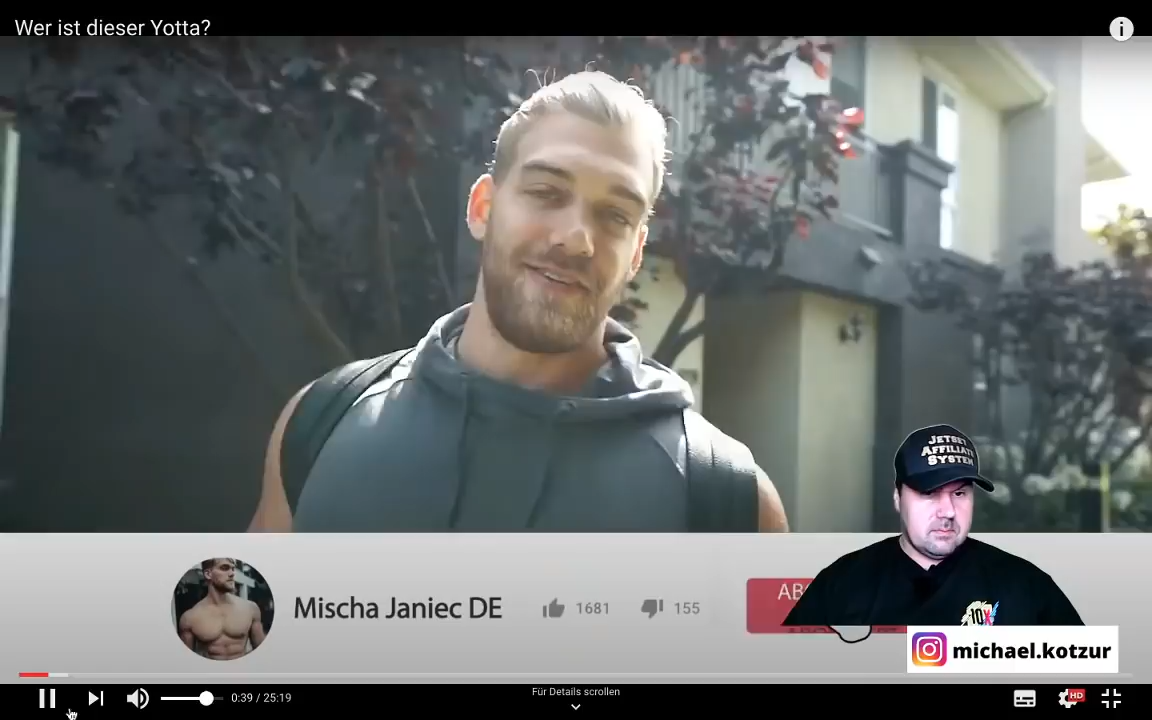 Wer ist dieser Yotta?
JETSET
AFFILIATE
SYSTEM
Mischa Janiec DE
1681
155
10X
michael.kotzur
0:39 / 25:19
Für Details scrollen
HD